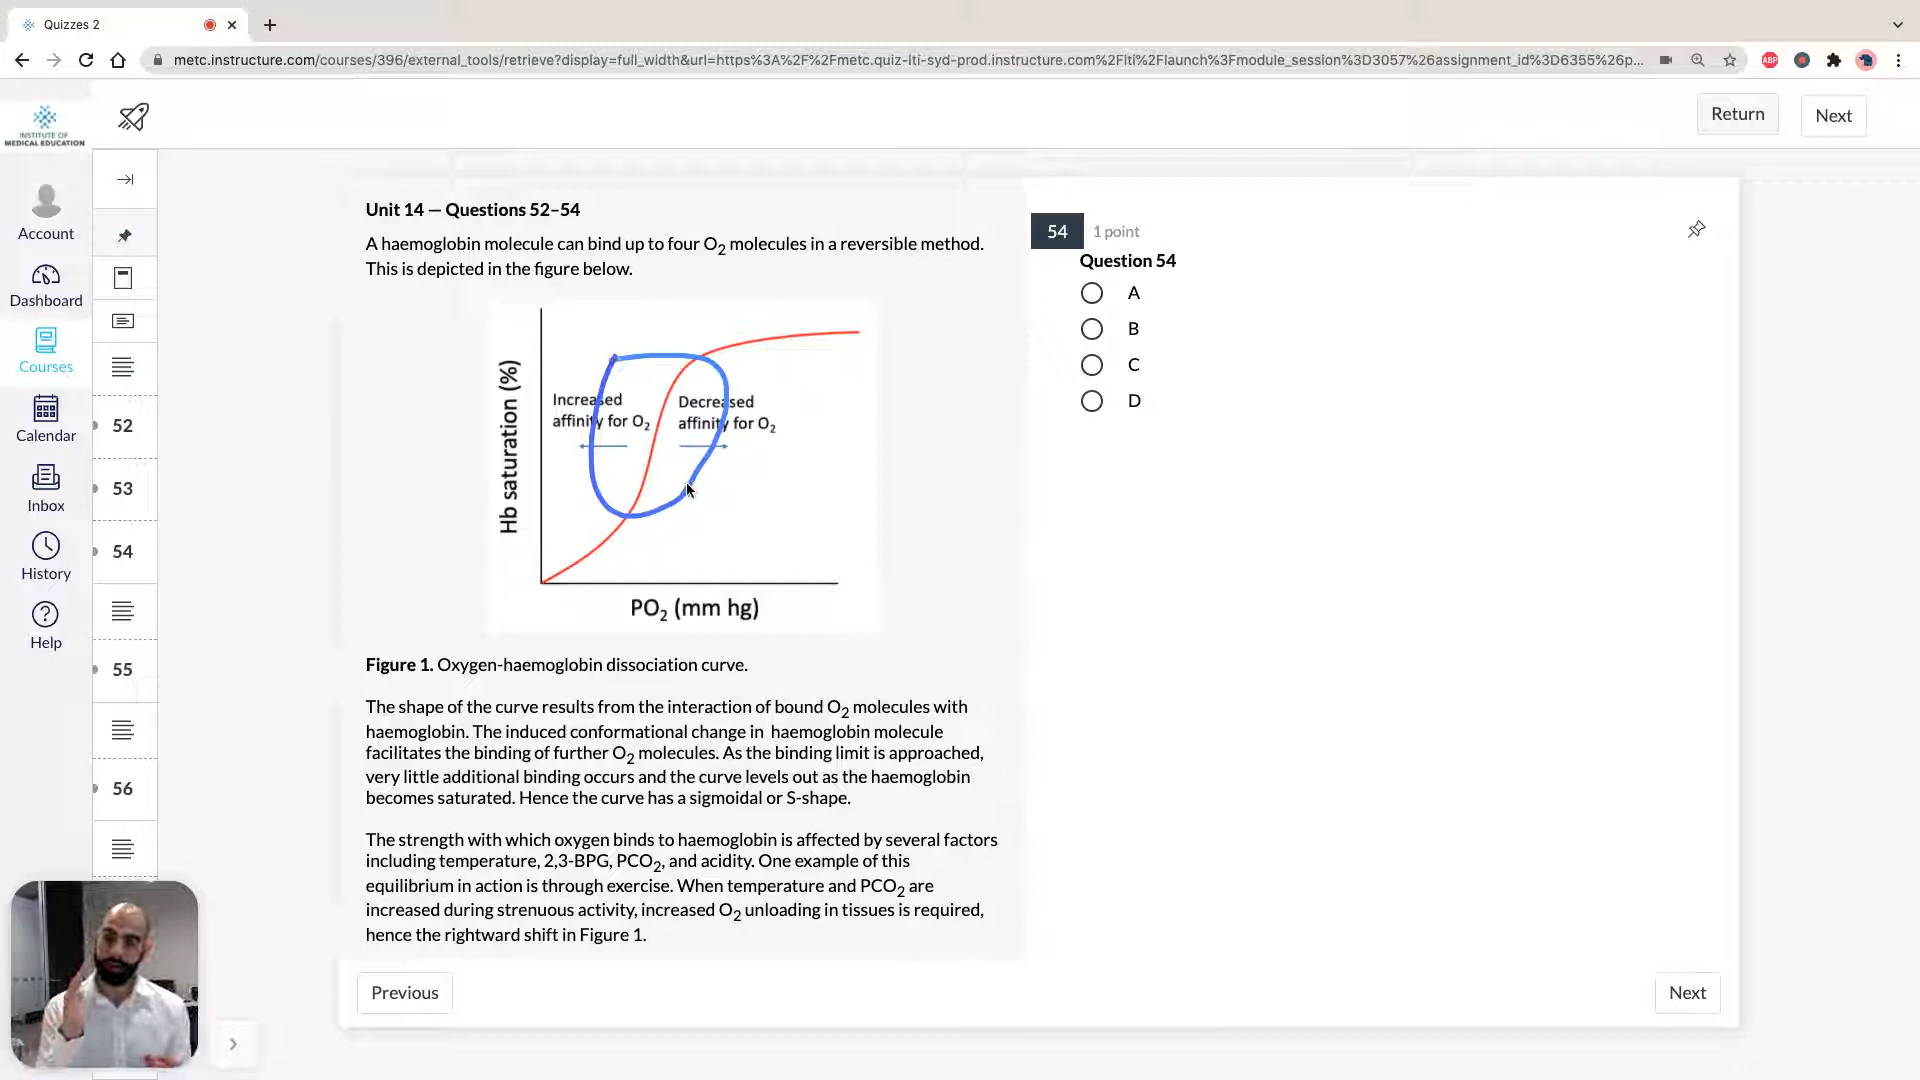 Quizzes 2
metc.instructure.com/courses/396/external_tools/retrieve?display=full_width&url=https%3A%2F%2Fmetc.quiz-lti-syd-prod.instructure.com%2Flti%2Flaunch%3Fmodule_session%3D3057%26assignment_id%3D6355%26p...
ABP
INSTITUTE OF
MEDICAL EDUCATION
Return
Next
Account
Dashboard
Courses
Calendar
Inbox
History
Help
52
53
54
55
56
Unit 14 — Questions 52–54
A haemoglobin molecule can bind up to four O2 molecules in a reversible method.
This is depicted in the figure below.
Hb saturation (%)
Increased
affinity for O2
Decreased
affinity for O2
PO2 (mm hg)
Figure 1. Oxygen-haemoglobin dissociation curve.
The shape of the curve results from the interaction of bound O2 molecules with
haemoglobin. The induced conformational change in haemoglobin molecule
facilitates the binding of further O2 molecules. As the binding limit is approached,
very little additional binding occurs and the curve levels out as the haemoglobin
becomes saturated. Hence the curve has a sigmoidal or S-shape.
The strength with which oxygen binds to haemoglobin is affected by several factors
including temperature, 2,3-BPG, PCO2, and acidity. One example of this
equilibrium in action is through exercise. When temperature and PCO2 are
increased during strenuous activity, increased O2 unloading in tissues is required,
hence the rightward shift in Figure 1.
54
1 point
Question 54
A
B
C
D
Previous
Next